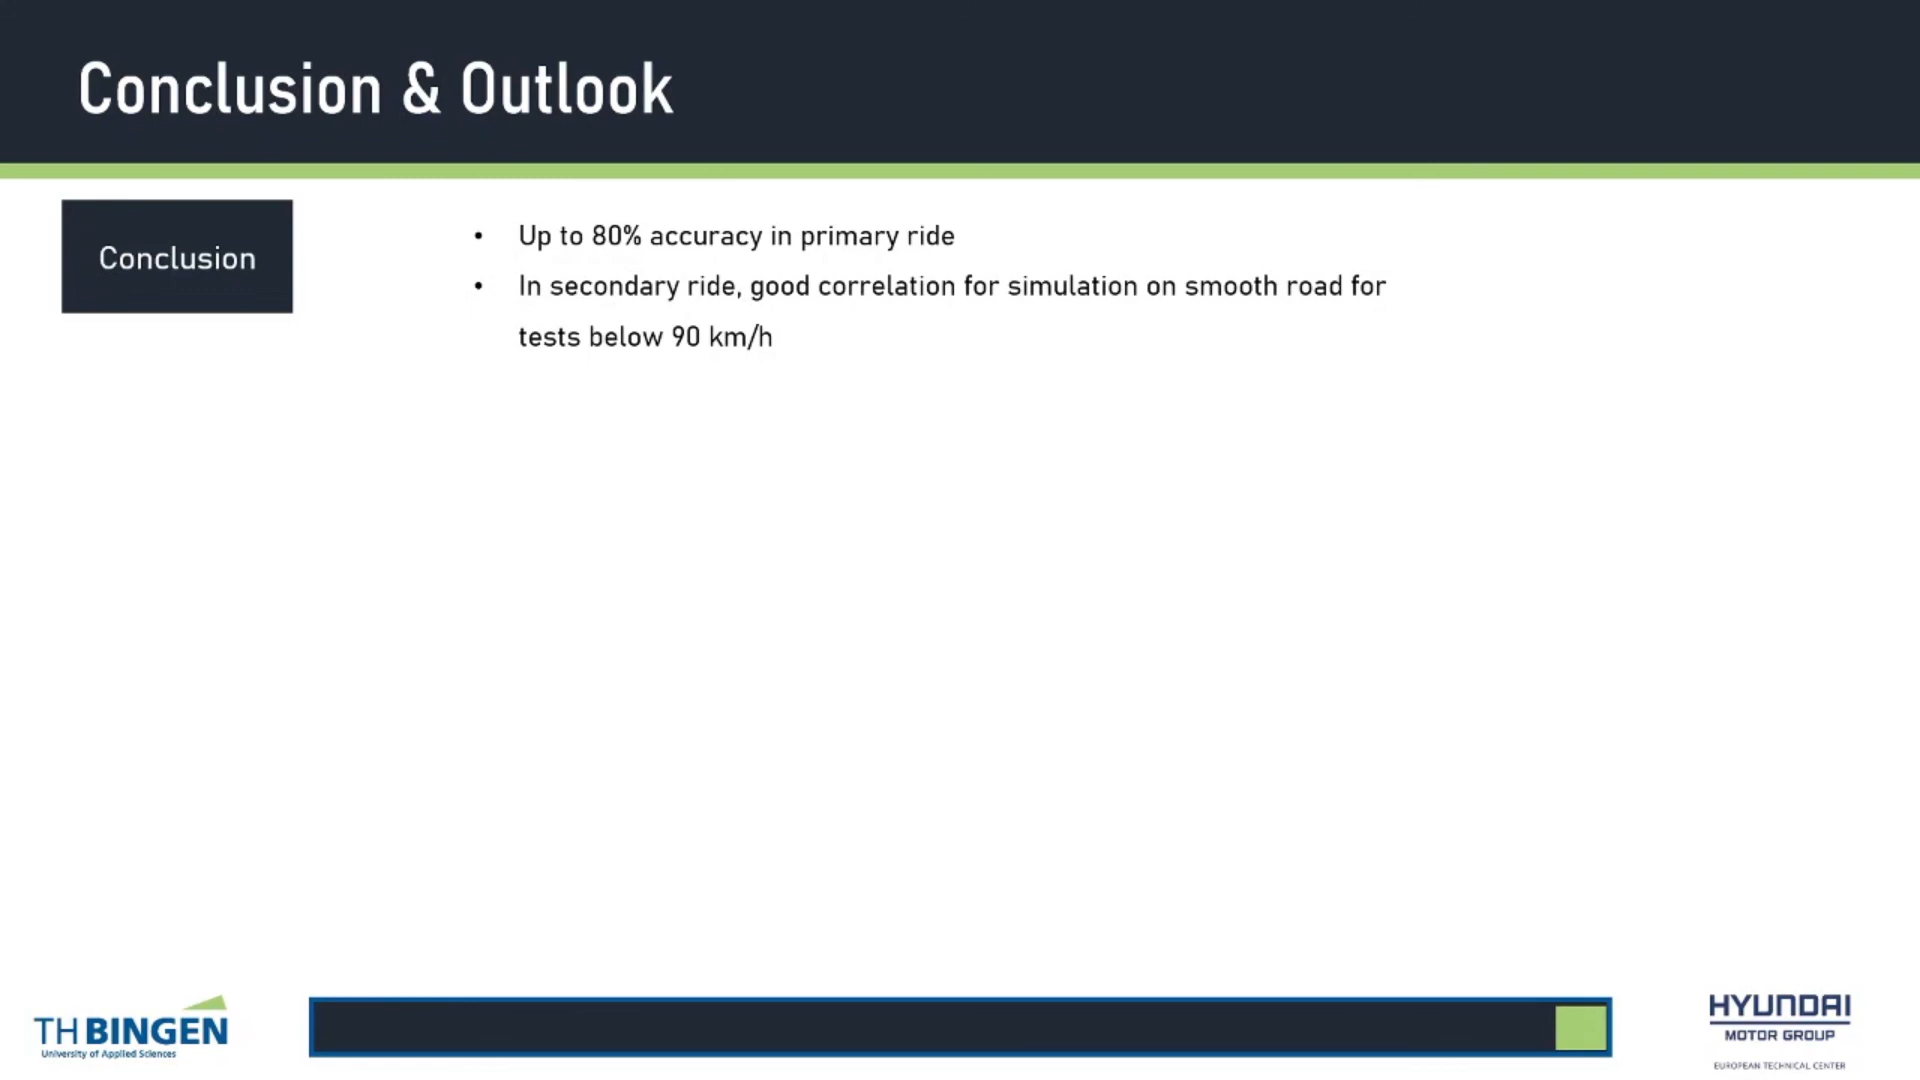 Conclusion & Outlook
Conclusion
• Up to 80% accuracy in primary ride
• In secondary ride, good correlation for simulation on smooth road for
tests below 90 km/h
TH BINGEN
University of Applied Sciences
HYUNDAI
MOTOR GROUP
EUROPEAN TECHNICAL CENTER